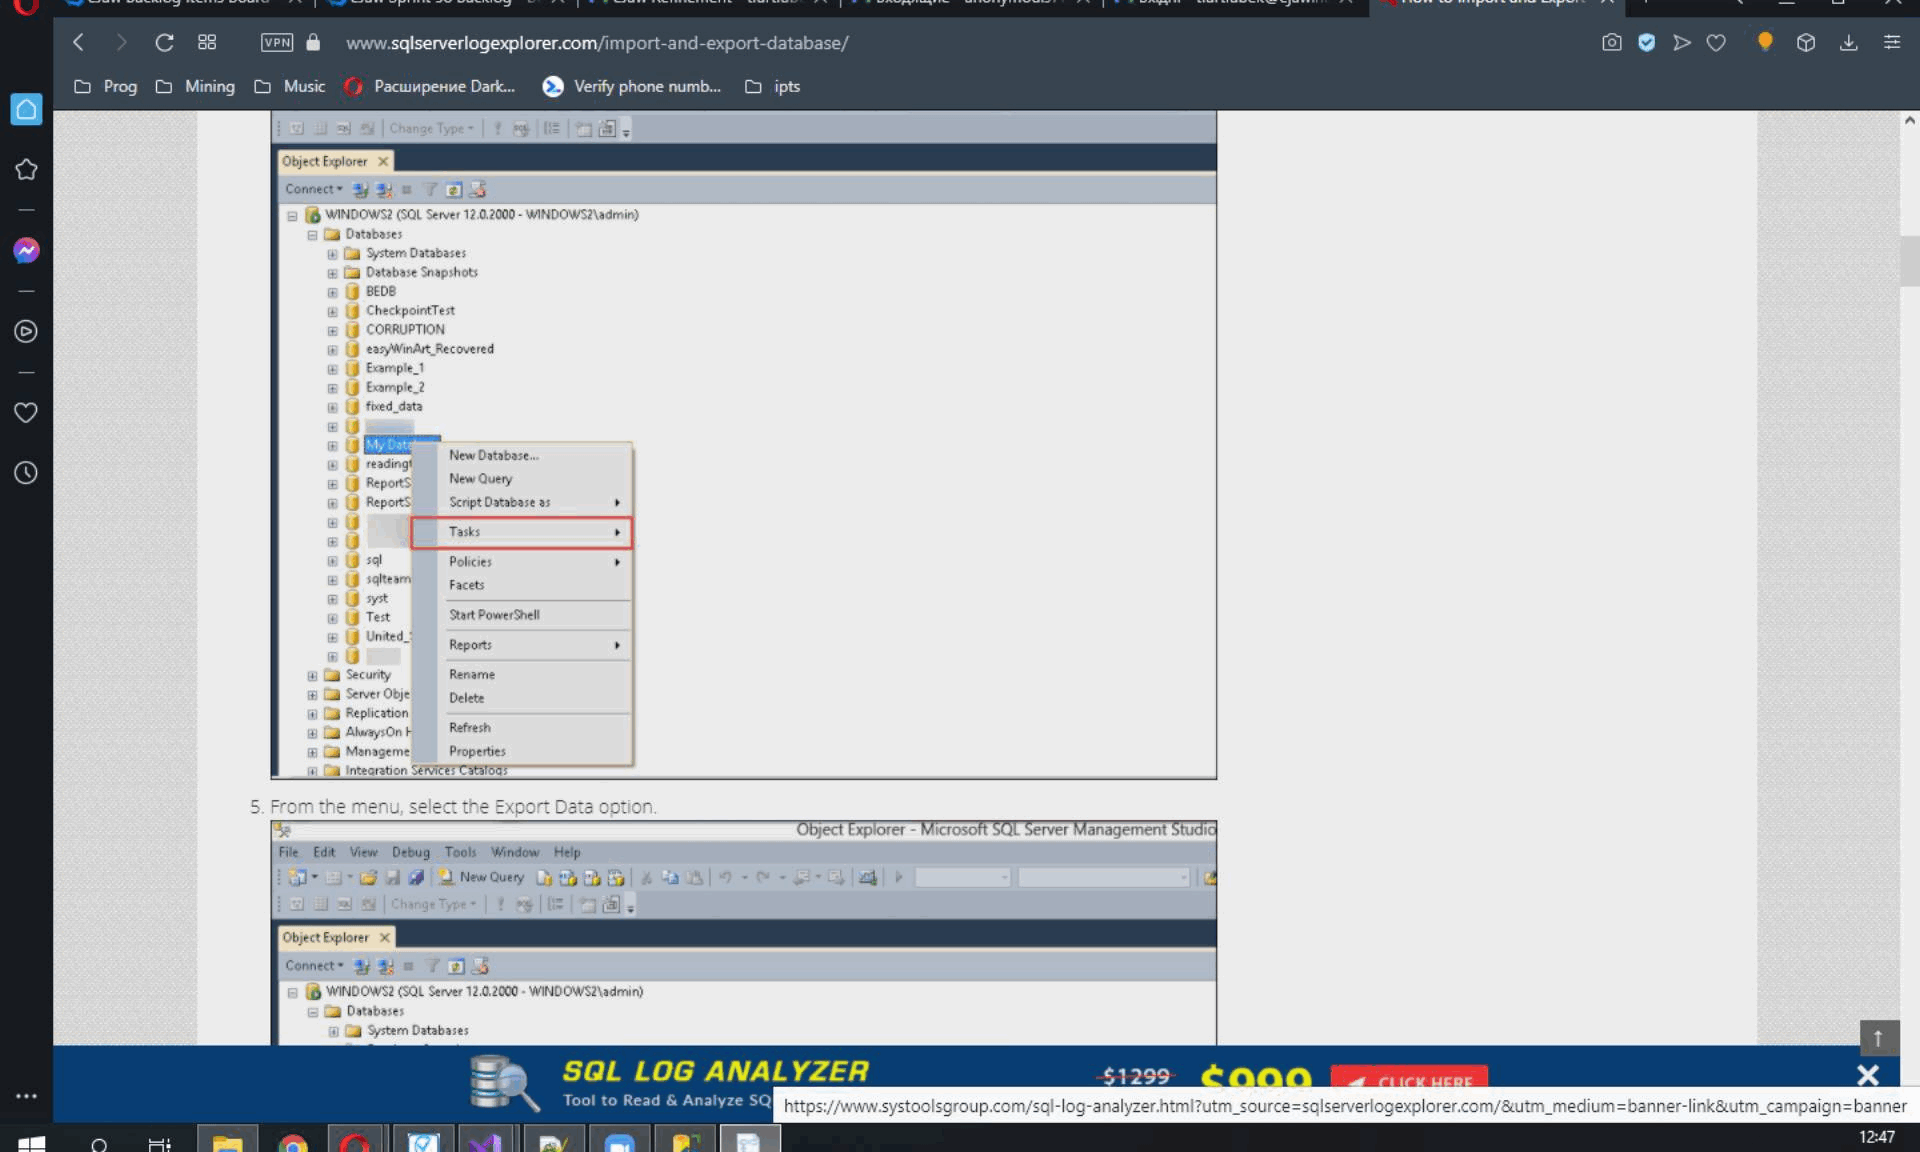 www.sqlserverlogexplorer.com/import-and-export-database/
VPN
Prog
Mining
Music
Расширение Dark...
Verify phone numb...
ipts
Change Type
Object Explorer
Connect
WINDOWS2 (SQL Server 12.0.2000 - WINDOWS2\admin)
Databases
System Databases
Database Snapshots
BEDB
CheckpointTest
CORRUPTION
easyWinArt_Recovered
Example_1
Example_2
fixed_data
My Data
New Database...
New Query
Script Database as
Tasks
Policies
Facets
Start PowerShell
Reports
Rename
Delete
Refresh
Properties
sql
sqlteam
syst
Test
United_
Security
Server Obje
Replication
AlwaysOn H
Manageme
Integration Services Catalogs
5. From the menu, select the Export Data option.
Object Explorer - Microsoft SQL Server Management Studio
File Edit View Debug Tools Window Help
New Query
Change Type
Object Explorer
Connect
WINDOWS2 (SQL Server 12.0.2000 - WINDOWS2\admin)
Databases
System Databases
SQL LOG ANALYZER
Tool to Read & Analyze SQ
$1299
$999
CLICK HERE
https://www.systoolsgroup.com/sql-log-analyzer.html?utm_source=sqlserverlogexplorer.com/&utm_medium=banner-link&utm_campaign=banner
12:47